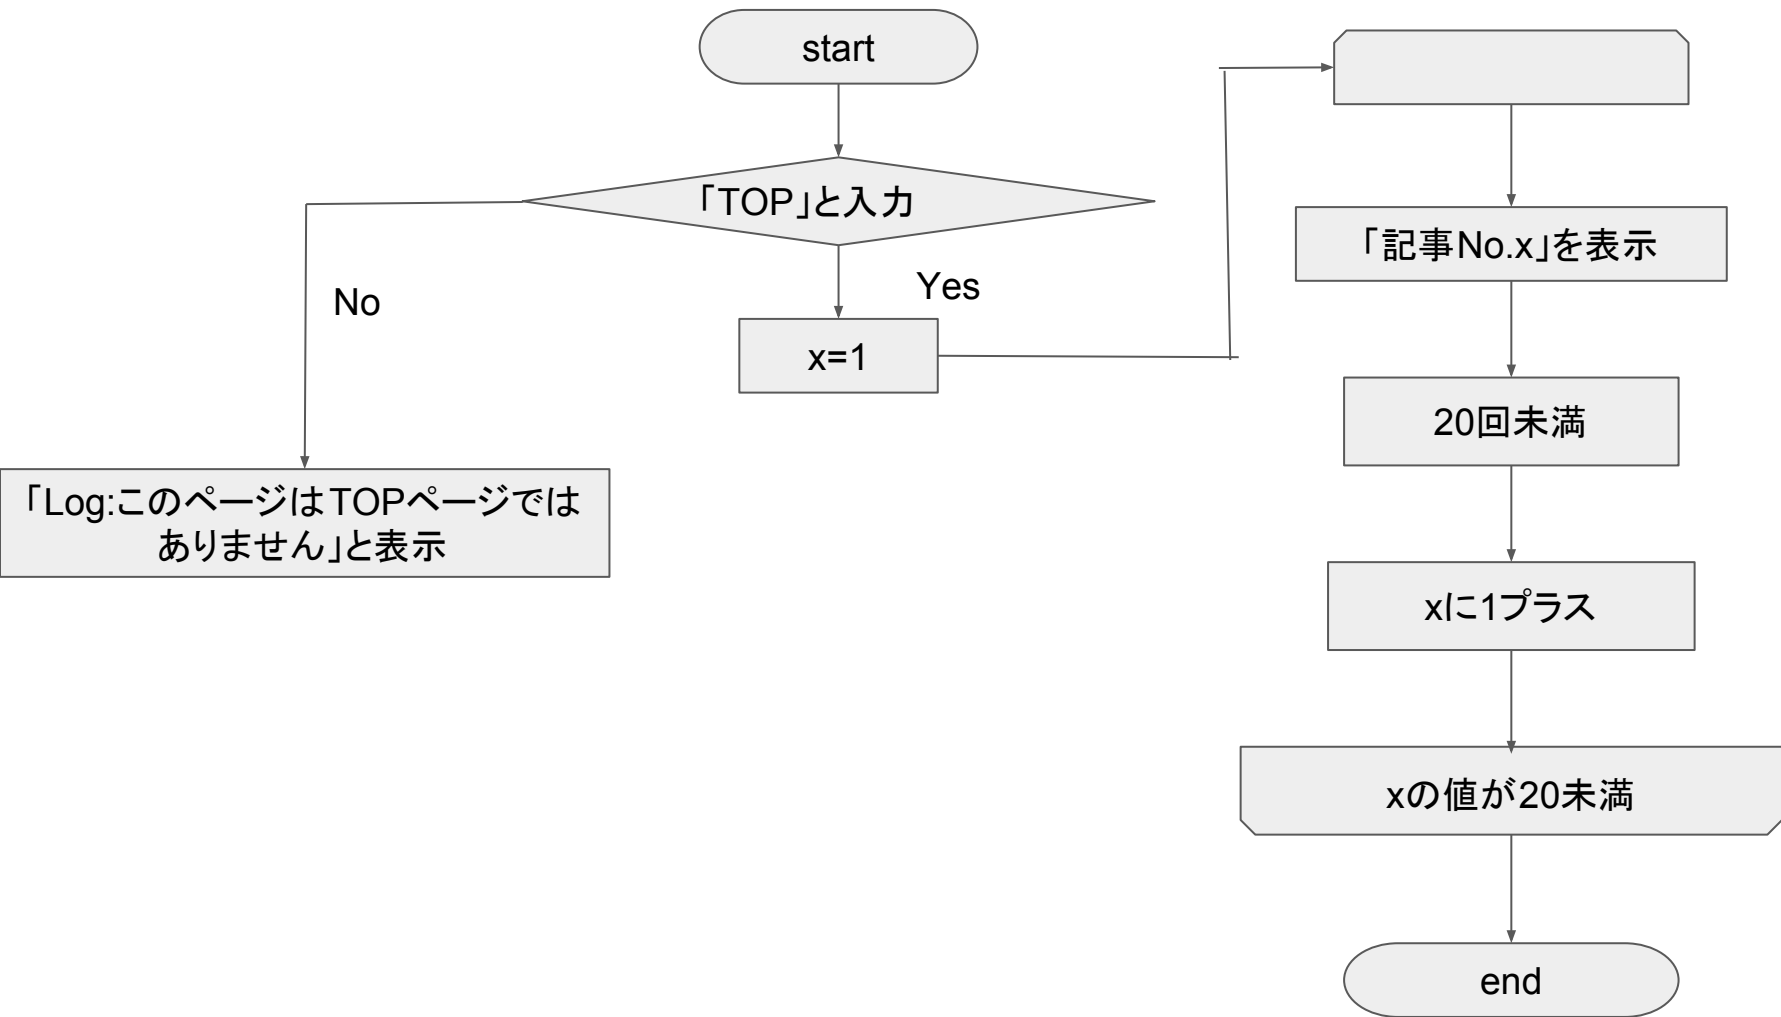 start
「TOP」と入力
Yes
No
x=1
「Log:このページはTOPページでは
ありません」と表示
「記事No.x」を表示
20回未満
xに1プラス
xの値が20未満
end